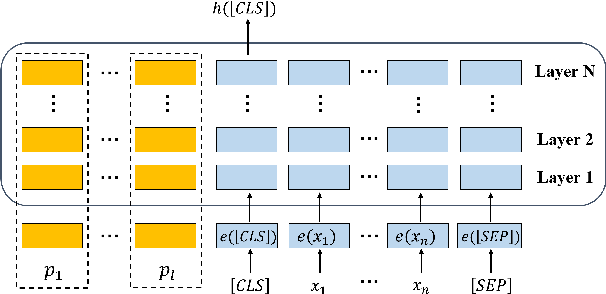 h([CLS])
... ... Layer N
... Layer 2
... Layer 1
... e([CLS]) e(x₁) ... e(xₙ) e([SEP])
p₁ pₗ [CLS] x₁ ... xₙ [SEP]